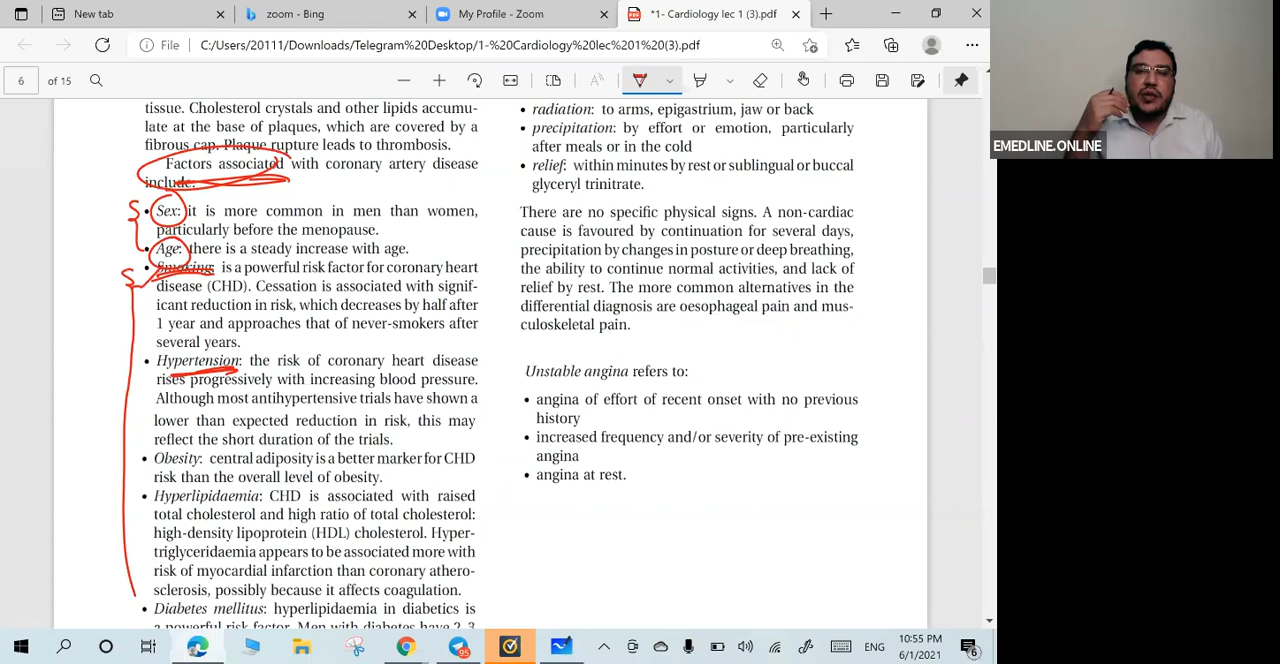 New tab
zoom - Bing
My Profile - Zoom
*1- Cardiology lec 1 (3).pdf
File
C:/Users/20111/Downloads/Telegram%20Desktop/1-%20Cardiology%20lec%201%20(3).pdf
6 of 15
tissue. Cholesterol crystals and other lipids accumu-
late at the base of plaques, which are covered by a
fibrous cap. Plaque rupture leads to thrombosis.
Factors associated with coronary artery disease
include:
• Sex: it is more common in men than women,
particularly before the menopause.
• Age: there is a steady increase with age.
• Smoking: is a powerful risk factor for coronary heart
disease (CHD). Cessation is associated with signif-
icant reduction in risk, which decreases by half after
1 year and approaches that of never-smokers after
several years.
• Hypertension: the risk of coronary heart disease
rises progressively with increasing blood pressure.
Although most antihypertensive trials have shown a
lower than expected reduction in risk, this may
reflect the short duration of the trials.
• Obesity: central adiposity is a better marker for CHD
risk than the overall level of obesity.
• Hyperlipidaemia: CHD is associated with raised
total cholesterol and high ratio of total cholesterol:
high-density lipoprotein (HDL) cholesterol. Hyper-
triglyceridaemia appears to be associated more with
risk of myocardial infarction than coronary athero-
sclerosis, possibly because it affects coagulation.
• Diabetes mellitus: hyperlipidaemia in diabetics is
a powerful risk factor. Men with diabetes have 2–3
• radiation: to arms, epigastrium, jaw or back
• precipitation: by effort or emotion, particularly
after meals or in the cold
• relief: within minutes by rest or sublingual or buccal
glyceryl trinitrate.
There are no specific physical signs. A non-cardiac
cause is favoured by continuation for several days,
precipitation by changes in posture or deep breathing,
the ability to continue normal activities, and lack of
relief by rest. The more common alternatives in the
differential diagnosis are oesophageal pain and mus-
culoskeletal pain.
Unstable angina refers to:
• angina of effort of recent onset with no previous
history
• increased frequency and/or severity of pre-existing
angina
• angina at rest.
EMEDLINE.ONLINE
95
ENG
10:55 PM
6/1/2021
6